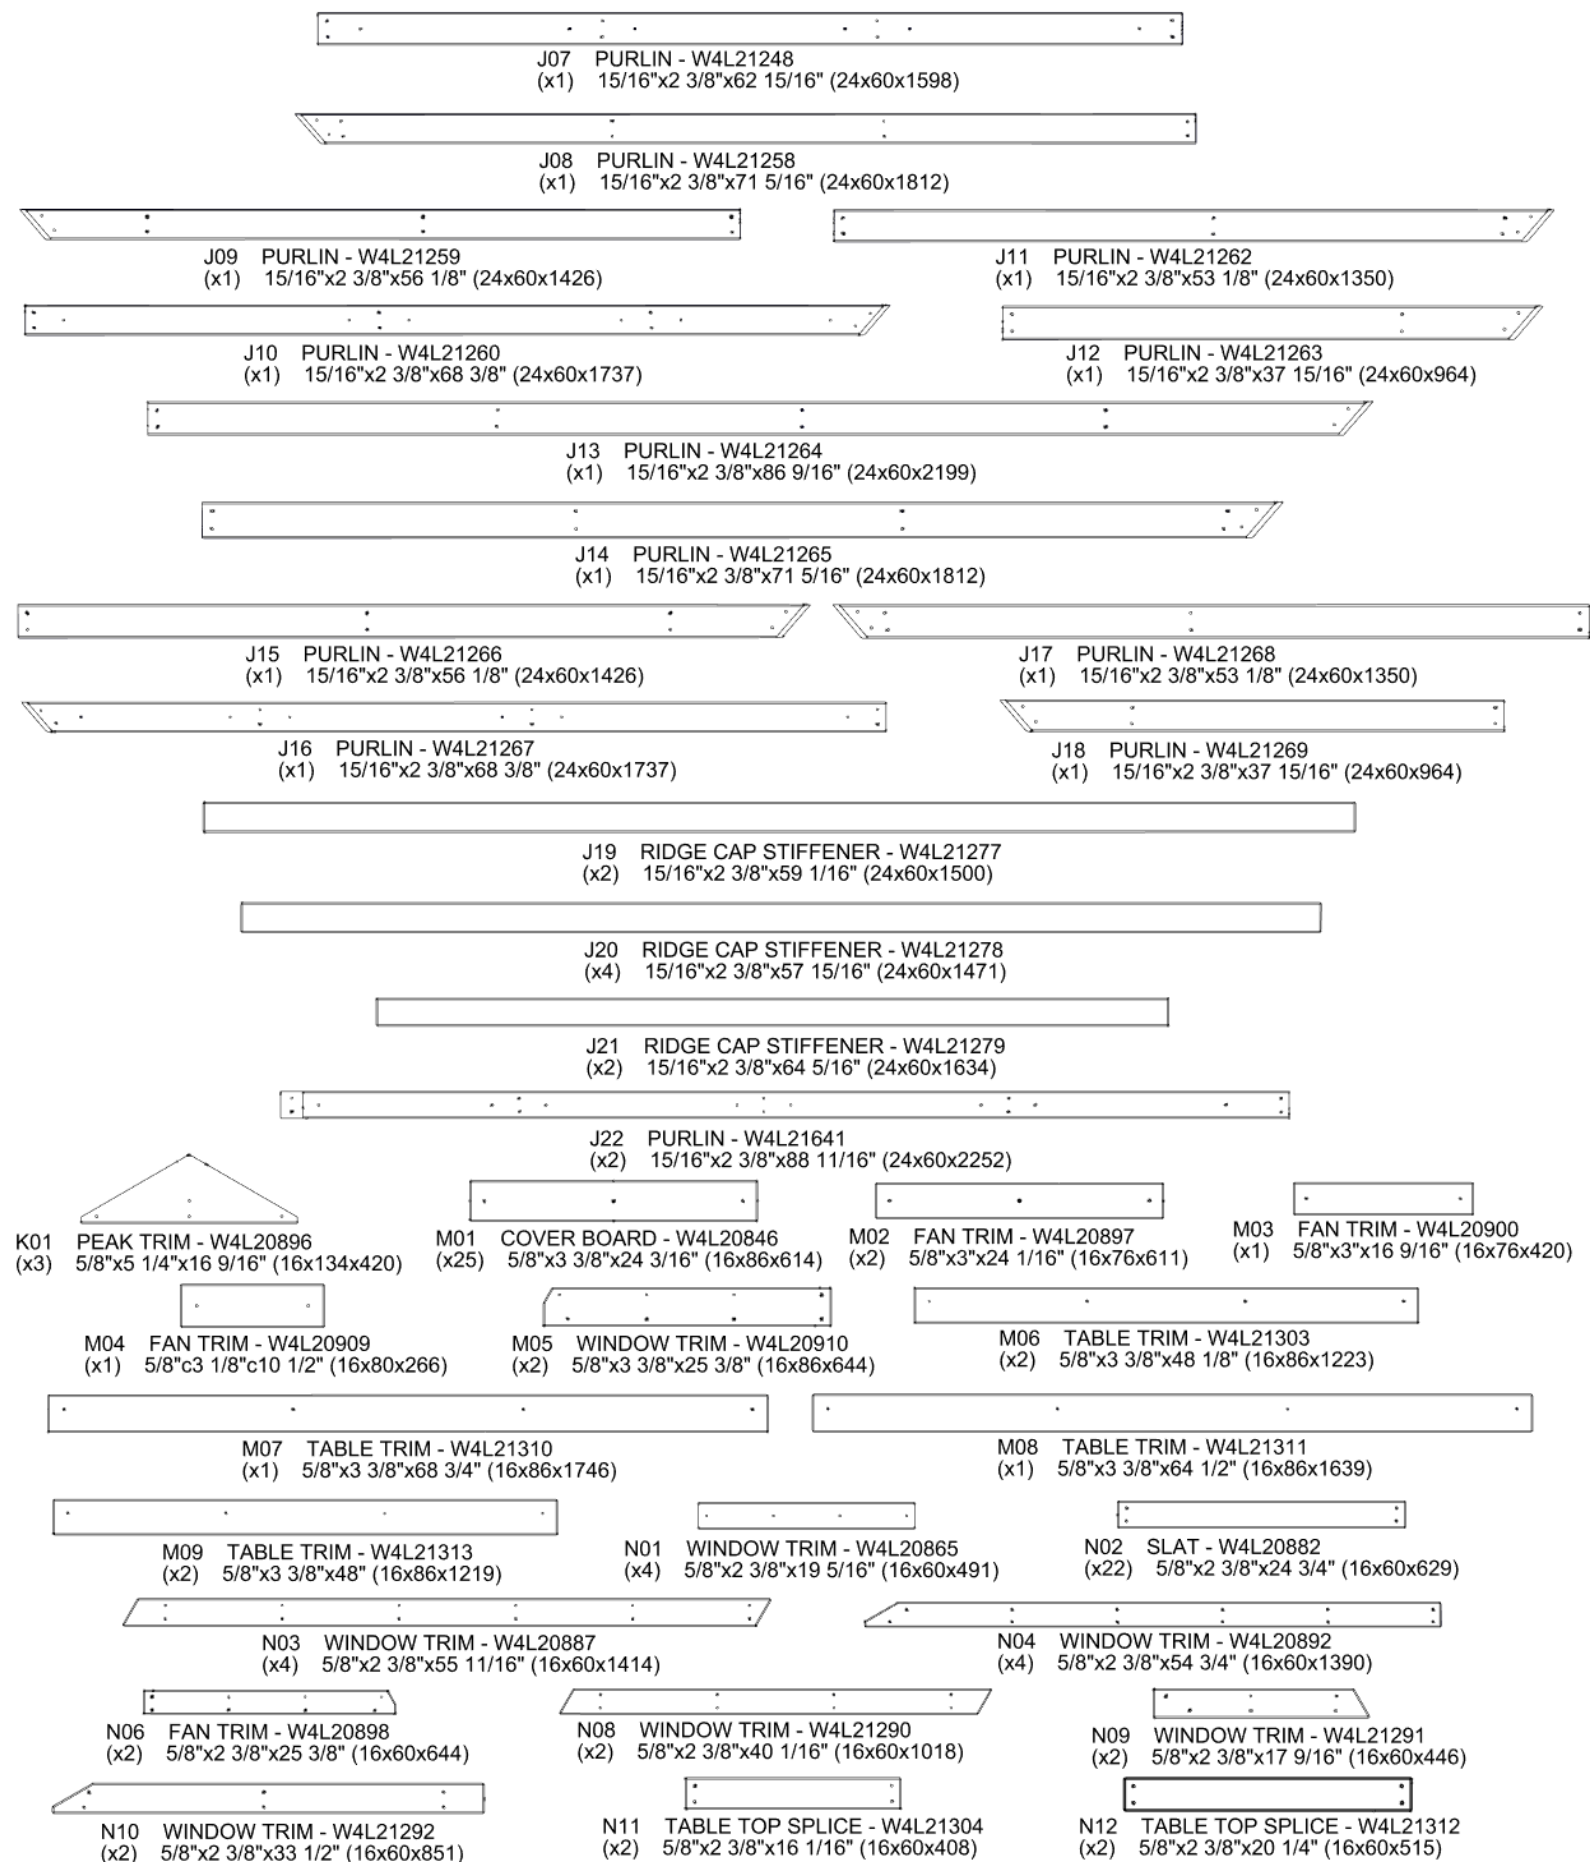 J07 PURLIN - W4L21248
(x1) 15/16"x2 3/8"x62 15/16" (24x60x1598)
J08 PURLIN - W4L21258
(x1) 15/16"x2 3/8"x71 5/16" (24x60x1812)
J09 PURLIN - W4L21259
(x1) 15/16"x2 3/8"x56 1/8" (24x60x1426)
J11 PURLIN - W4L21262
(x1) 15/16"x2 3/8"x53 1/8" (24x60x1350)
J10 PURLIN - W4L21260
(x1) 15/16"x2 3/8"x68 3/8" (24x60x1737)
J12 PURLIN - W4L21263
(x1) 15/16"x2 3/8"x37 15/16" (24x60x964)
J13 PURLIN - W4L21264
(x1) 15/16"x2 3/8"x86 9/16" (24x60x2199)
J14 PURLIN - W4L21265
(x1) 15/16"x2 3/8"x71 5/16" (24x60x1812)
J15 PURLIN - W4L21266
(x1) 15/16"x2 3/8"x56 1/8" (24x60x1426)
J17 PURLIN - W4L21268
(x1) 15/16"x2 3/8"x53 1/8" (24x60x1350)
J16 PURLIN - W4L21267
(x1) 15/16"x2 3/8"x68 3/8" (24x60x1737)
J18 PURLIN - W4L21269
(x1) 15/16"x2 3/8"x37 15/16" (24x60x964)
J19 RIDGE CAP STIFFENER - W4L21277
(x2) 15/16"x2 3/8"x59 1/16" (24x60x1500)
J20 RIDGE CAP STIFFENER - W4L21278
(x4) 15/16"x2 3/8"x57 15/16" (24x60x1471)
J21 RIDGE CAP STIFFENER - W4L21279
(x2) 15/16"x2 3/8"x64 5/16" (24x60x1634)
J22 PURLIN - W4L21641
(x2) 15/16"x2 3/8"x88 11/16" (24x60x2252)
K01 PEAK TRIM - W4L20896
(x3) 5/8"x5 1/4"x16 9/16" (16x134x420)
M01 COVER BOARD - W4L20846
(x25) 5/8"x3 3/8"x24 3/16" (16x86x614)
M02 FAN TRIM - W4L20897
(x2) 5/8"x3"x24 1/16" (16x76x611)
M03 FAN TRIM - W4L20900
(x1) 5/8"x3"x16 9/16" (16x76x420)
M04 FAN TRIM - W4L20909
(x1) 5/8"c3 1/8"c10 1/2" (16x80x266)
M05 WINDOW TRIM - W4L20910
(x2) 5/8"x3 3/8"x25 3/8" (16x86x644)
M06 TABLE TRIM - W4L21303
(x2) 5/8"x3 3/8"x48 1/8" (16x86x1223)
M07 TABLE TRIM - W4L21310
(x1) 5/8"x3 3/8"x68 3/4" (16x86x1746)
M08 TABLE TRIM - W4L21311
(x1) 5/8"x3 3/8"x64 1/2" (16x86x1639)
M09 TABLE TRIM - W4L21313
(x2) 5/8"x3 3/8"x48" (16x86x1219)
N01 WINDOW TRIM - W4L20865
(x4) 5/8"x2 3/8"x19 5/16" (16x60x491)
N02 SLAT - W4L20882
(x22) 5/8"x2 3/8"x24 3/4" (16x60x629)
N03 WINDOW TRIM - W4L20887
(x4) 5/8"x2 3/8"x55 11/16" (16x60x1414)
N04 WINDOW TRIM - W4L20892
(x4) 5/8"x2 3/8"x54 3/4" (16x60x1390)
N06 FAN TRIM - W4L20898
(x2) 5/8"x2 3/8"x25 3/8" (16x60x644)
N08 WINDOW TRIM - W4L21290
(x2) 5/8"x2 3/8"x40 1/16" (16x60x1018)
N09 WINDOW TRIM - W4L21291
(x2) 5/8"x2 3/8"x17 9/16" (16x60x446)
N10 WINDOW TRIM - W4L21292
(x2) 5/8"x2 3/8"x33 1/2" (16x60x851)
N11 TABLE TOP SPLICE - W4L21304
(x2) 5/8"x2 3/8"x16 1/16" (16x60x408)
N12 TABLE TOP SPLICE - W4L21312
(x2) 5/8"x2 3/8"x20 1/4" (16x60x515)